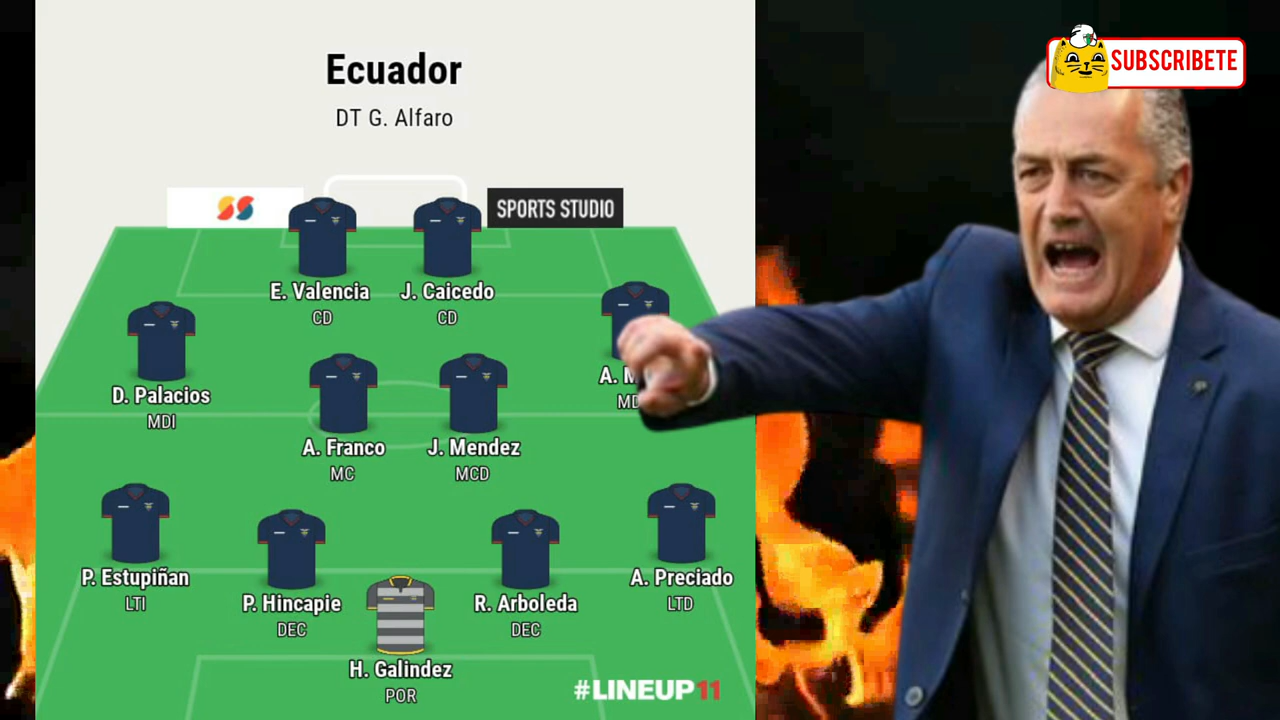 SUBSCRIBETE
Ecuador
DT G. Alfaro
SPORTS STUDIO
E. Valencia
CD
J. Caicedo
CD
D. Palacios
MDI
A.
A. Franco
MC
J. Mendez
MCD
P. Estupiñan
LTI
P. Hincapie
DEC
R. Arboleda
DEC
A. Preciado
LTD
H. Galindez
POR
#LINEUP11